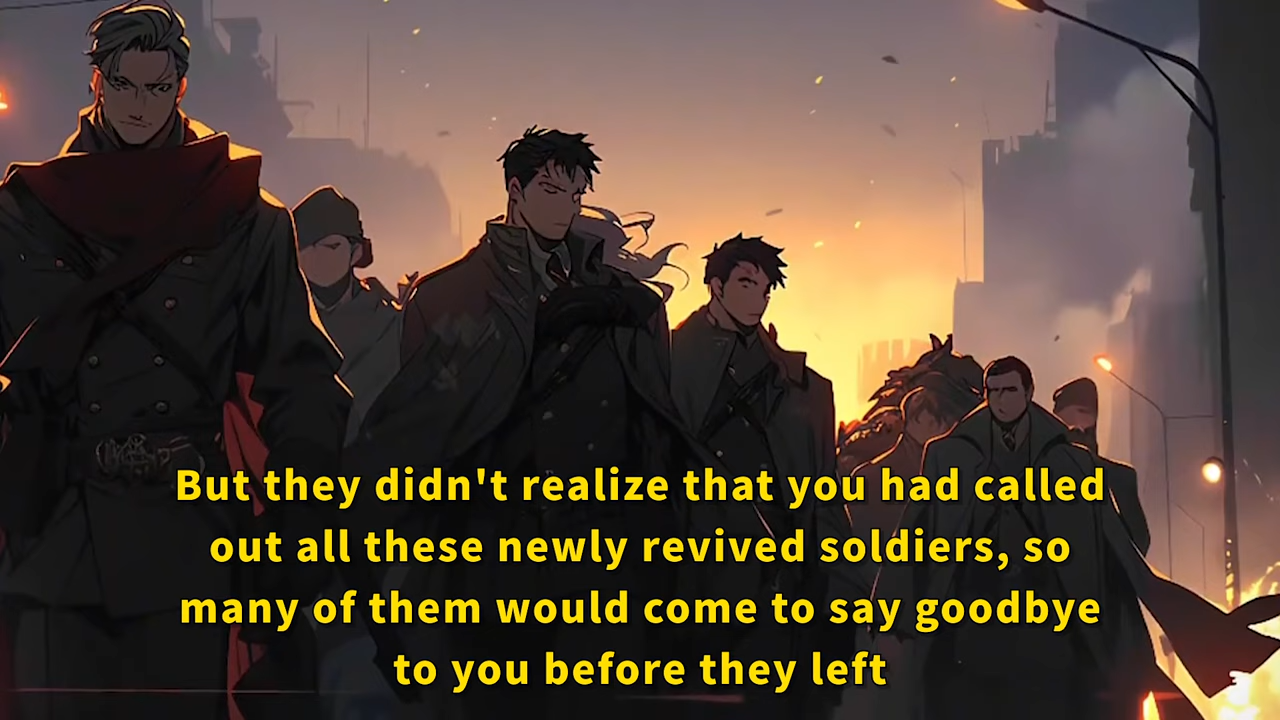 But they didn't realize that you had called
out all these newly revived soldiers, so
many of them would come to say goodbye
to you before they left